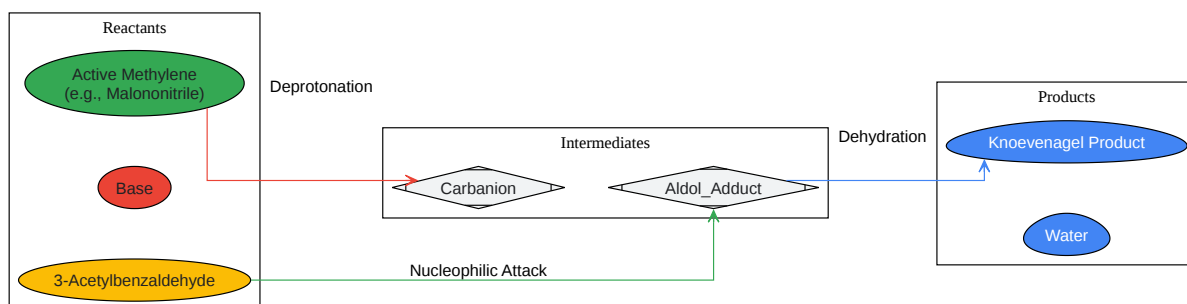 Reactants
Active Methylene
(e.g., Malononitrile)
Deprotonation
Base
3-Acetylbenzaldehyde
Nucleophilic Attack
Intermediates
Carbanion
Aldol_Adduct
Dehydration
Products
Knoevenagel Product
Water